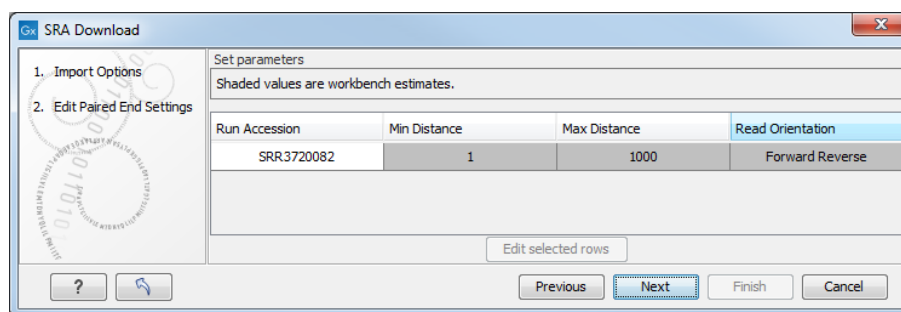 Gx SRA Download
1. Import Options
2. Edit Paired End Settings
Set parameters
Shaded values are workbench estimates.
Run Accession Min Distance Max Distance Read Orientation
SRR3720082 1 1000 Forward Reverse
Edit selected rows
? Previous Next Finish Cancel